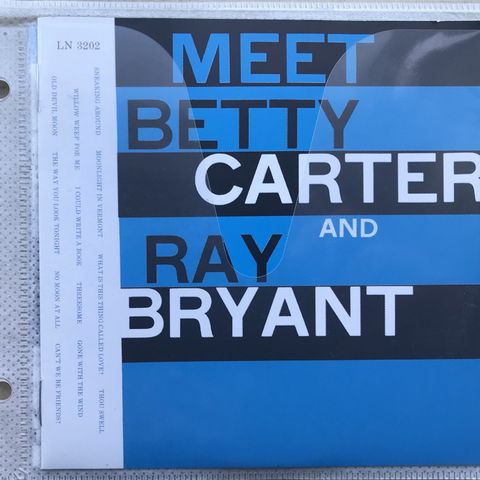 LN 3202
SNEAKING AROUND MOONLIGHT IN VERMONT WHAT IS THIS THING CALLED LOVE? THOU SWELL
WILLOW WEEP FOR ME I COULD WRITE A BOOK THREESOME GONE WITH THE WIND
OLD DEVIL MOON THE WAY YOU LOOK TONIGHT NO MOON AT ALL CAN'T WE BE FRIENDS?
MEET
BETTY
CARTER
AND
RAY
BRYANT